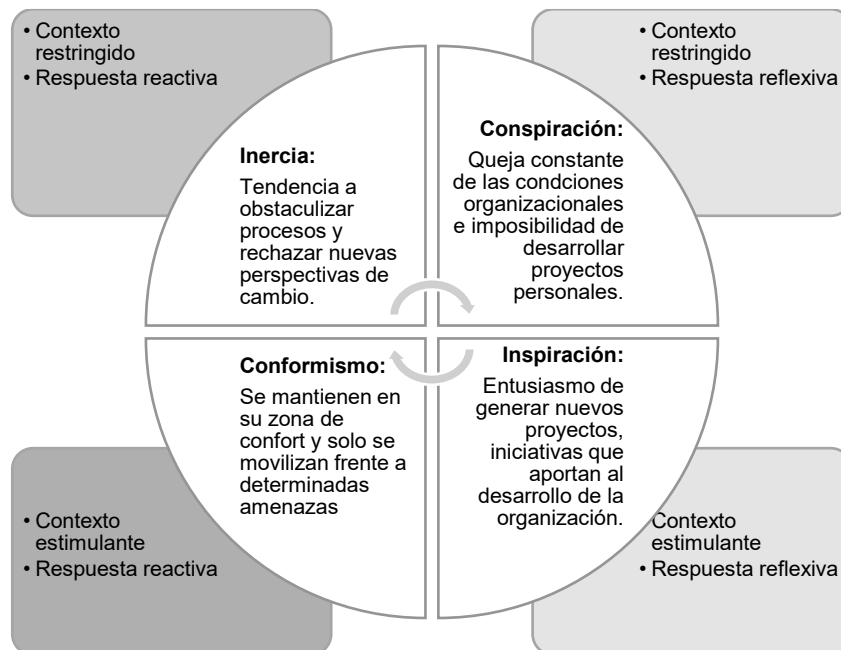 • Contexto
restringido
• Respuesta reactiva
• Contexto
restringido
• Respuesta reflexiva
Inercia:
Tendencia a
obstaculizar
procesos y
rechazar nuevas
perspectivas de
cambio.
Conspiración:
Queja constante
de las condciones
organizacionales
e imposibilidad de
desarrollar
proyectos
personales.
Conformismo:
Se mantienen en
su zona de
confort y solo se
movilizan frente a
determinadas
amenazas
Inspiración:
Entusiasmo de
generar nuevos
proyectos,
iniciativas que
aportan al
desarrollo de la
organización.
• Contexto
estimulante
• Respuesta reactiva
Contexto
estimulante
• Respuesta reflexiva